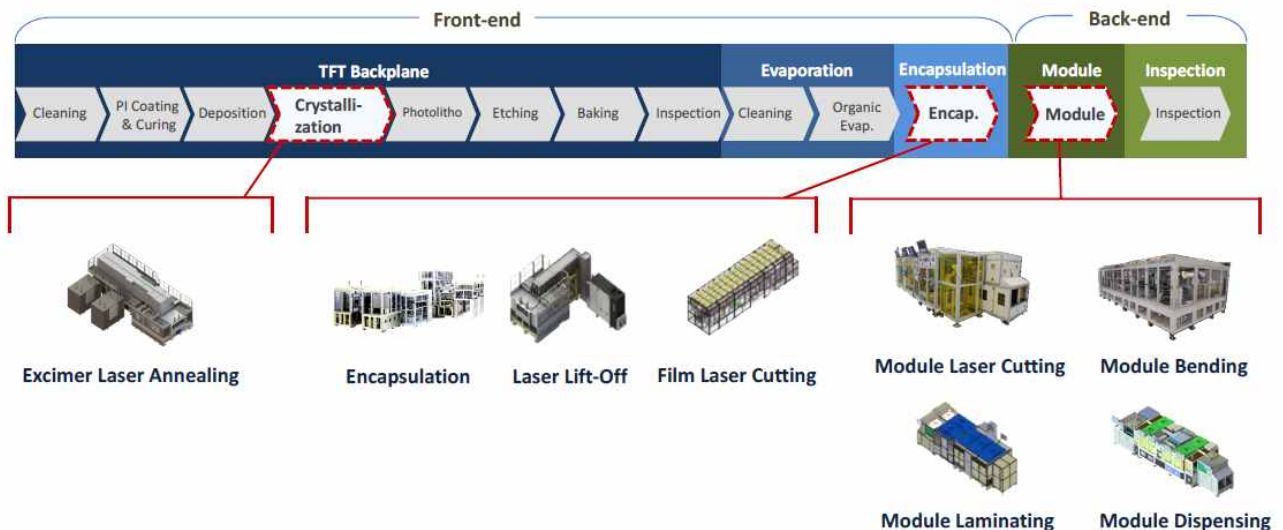 Front-end
Back-end
TFT Backplane
Evaporation
Encapsulation
Module
Inspection
Cleaning
PI Coating
& Curing
Deposition
Crystalli-
zation
Photolitho
Etching
Baking
Inspection
Cleaning
Organic
Evap.
Encap.
Module
Inspection
Excimer Laser Annealing
Encapsulation
Laser Lift-Off
Film Laser Cutting
Module Laser Cutting
Module Bending
Module Laminating
Module Dispensing